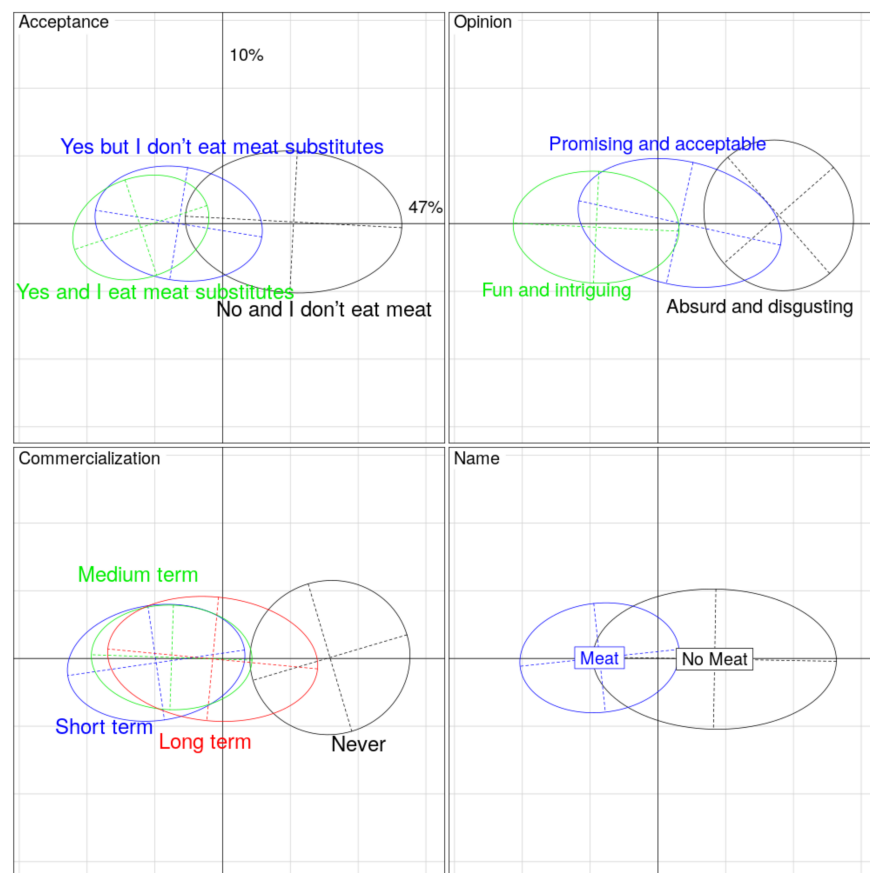 Acceptance
10%
Yes but I don't eat meat substitutes
47%
Yes and I eat meat substitutes
No and I don't eat meat
Opinion
Promising and acceptable
Fun and intriguing
Absurd and disgusting
Commercialization
Medium term
Short term
Long term
Never
Name
Meat
No Meat